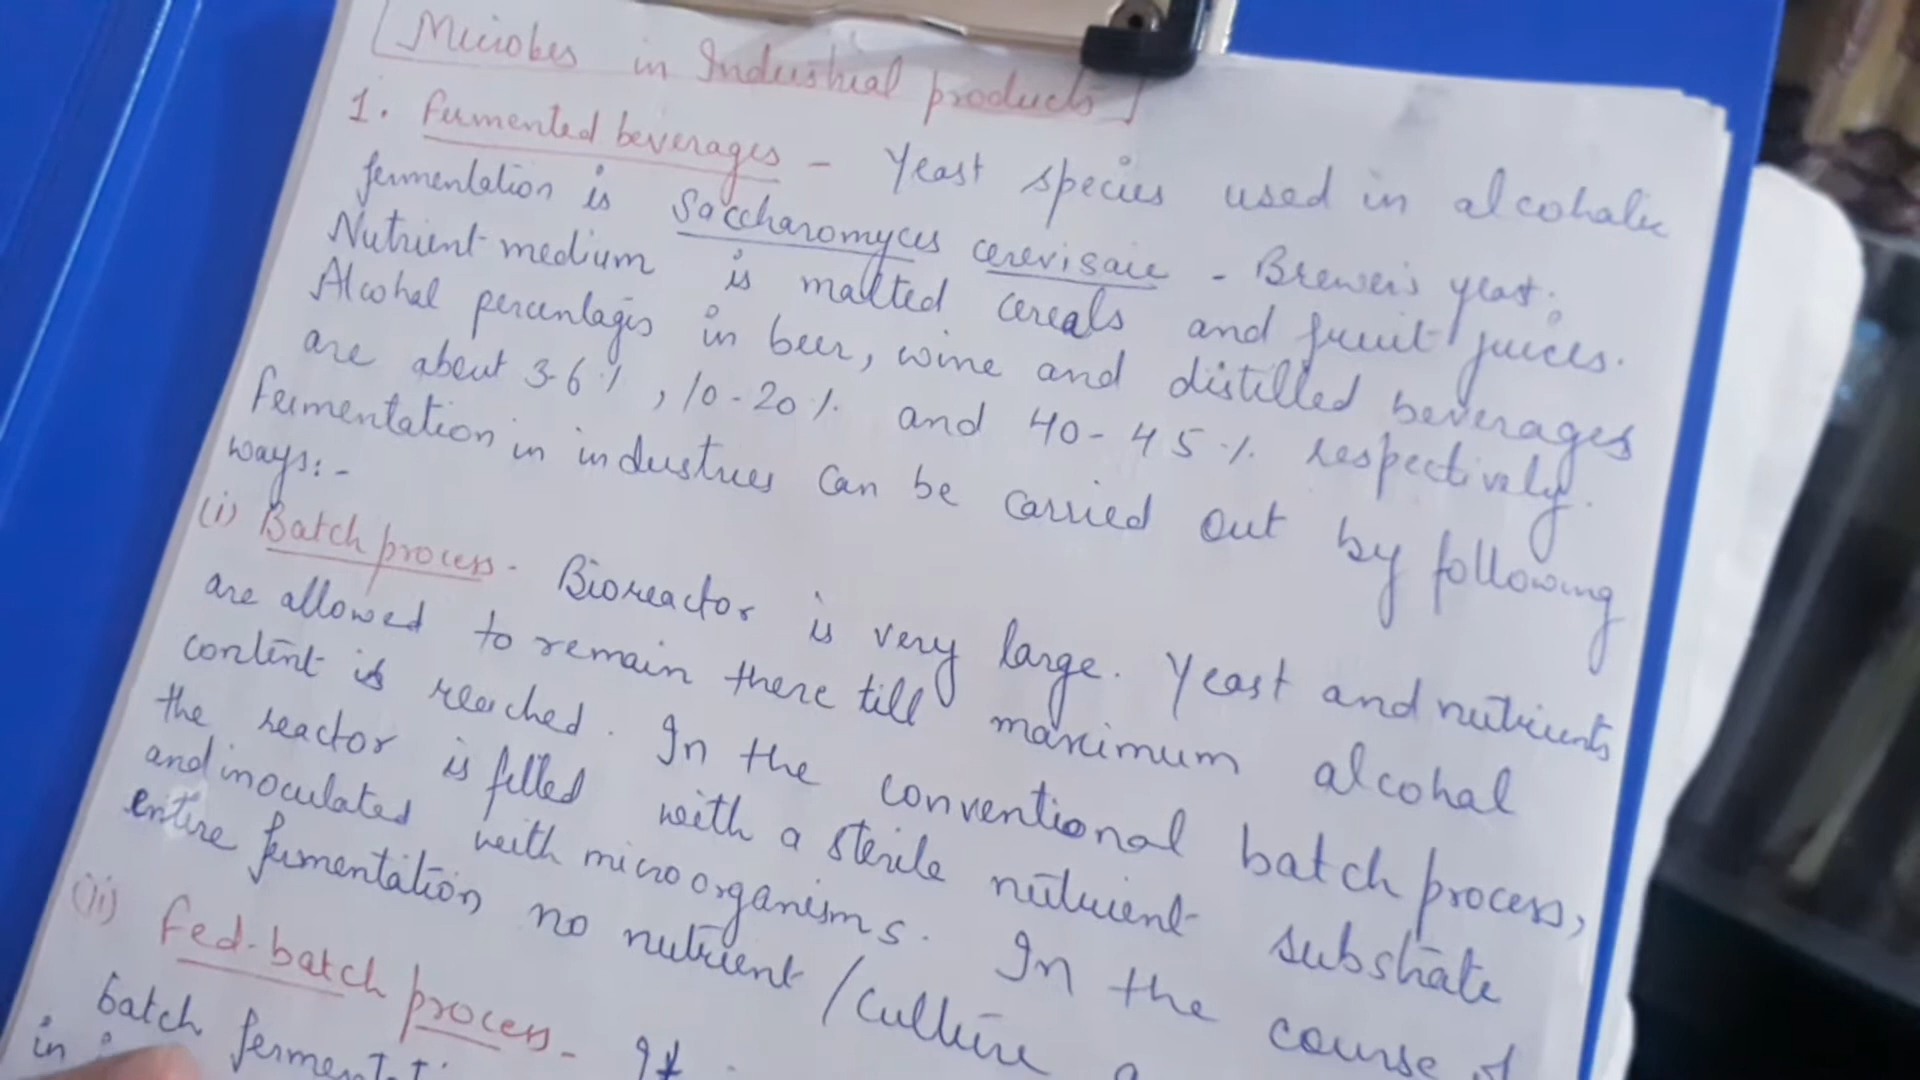 Microbes in Industrial products
1. Fermented beverages - Yeast species used in alcoholic
fermentation is Saccharomyces cerevisaie - Brewer's yeast.
Nutrient medium is malted cereals and fruit juices.
Alcohal percentages in beer, wine and distilled beverages
are about 3-6%, 10-20% and 40-45% respectively.
Fermentation in industries can be carried out by following
ways:-
(i) Batch process - Bioreactor is very large. Yeast and nutrients
are allowed to remain there till maximum alcohal
content is reached. In the conventional batch process,
the reactor is filled with a sterile nutrient substrate
and inoculated with microorganisms. In the course of
entire fermentation no nutrient/culture
(ii) Fed-batch process - It
batch
in